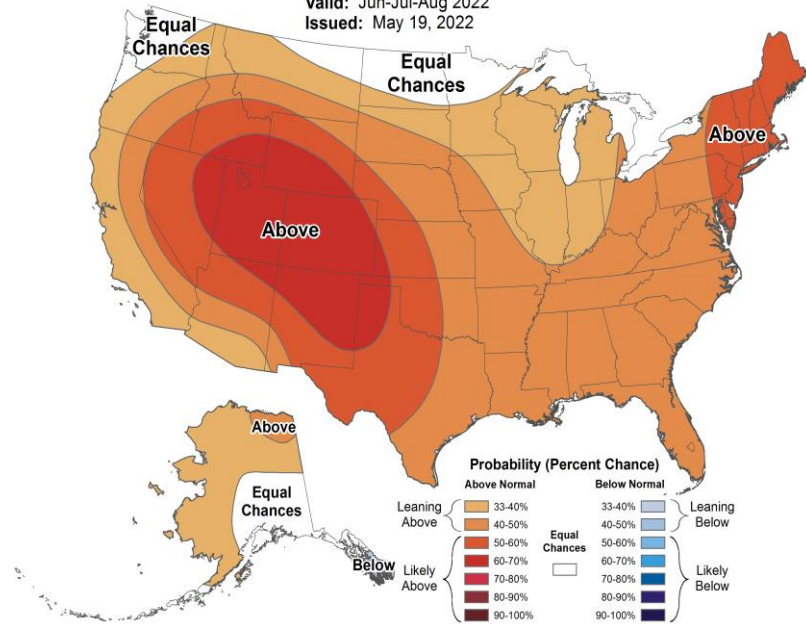 Valid: Jun-Jul-Aug 2022
Issued: May 19, 2022
Equal
Chances
Equal
Chances
Above
Above
Above
Equal
Chances
Below
Probability (Percent Chance)
Above Normal
Below Normal
Leaning
Above
33-40%
40-50%
Likely
Above
50-60%
60-70%
70-80%
80-90%
90-100%
Equal
Chances
33-40%
40-50%
Leaning
Below
50-60%
60-70%
70-80%
80-90%
90-100%
Likely
Below